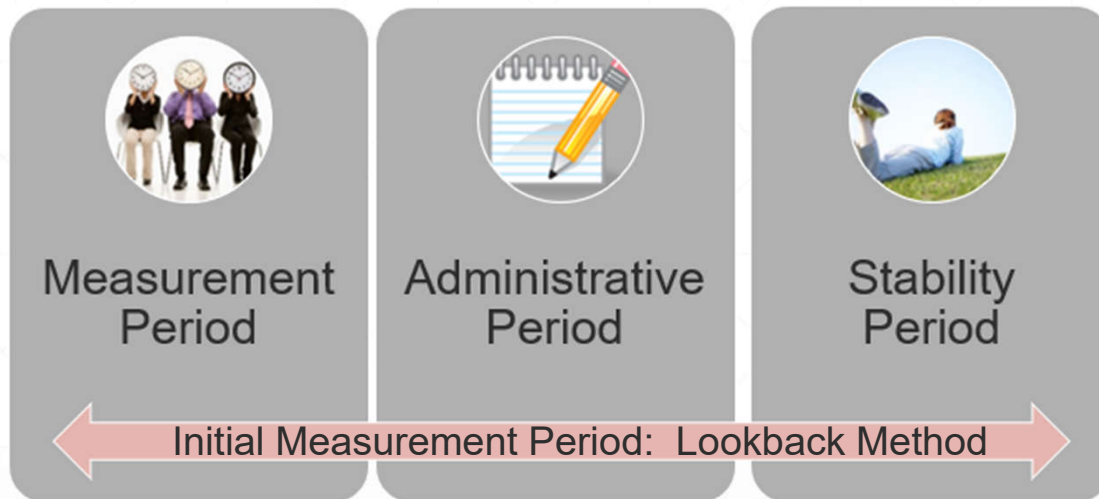 Measurement
Period
Administrative
Period
Stability
Period
Initial Measurement Period:  Lookback Method